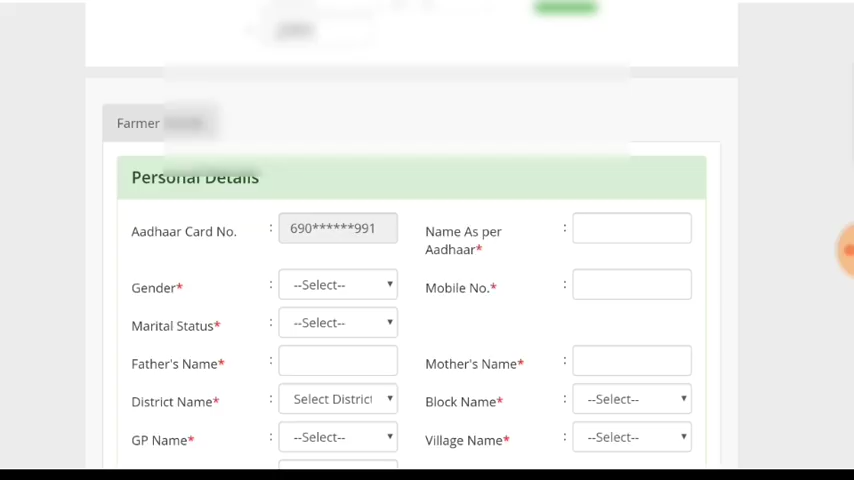 Farmer
Personal Details
Aadhaar Card No. : 690******991 Name As per Aadhaar* :
Gender* : --Select-- Mobile No.* :
Marital Status* : --Select--
Father's Name* : Mother's Name* :
District Name* : Select District Block Name* : --Select--
GP Name* : --Select-- Village Name* : --Select--